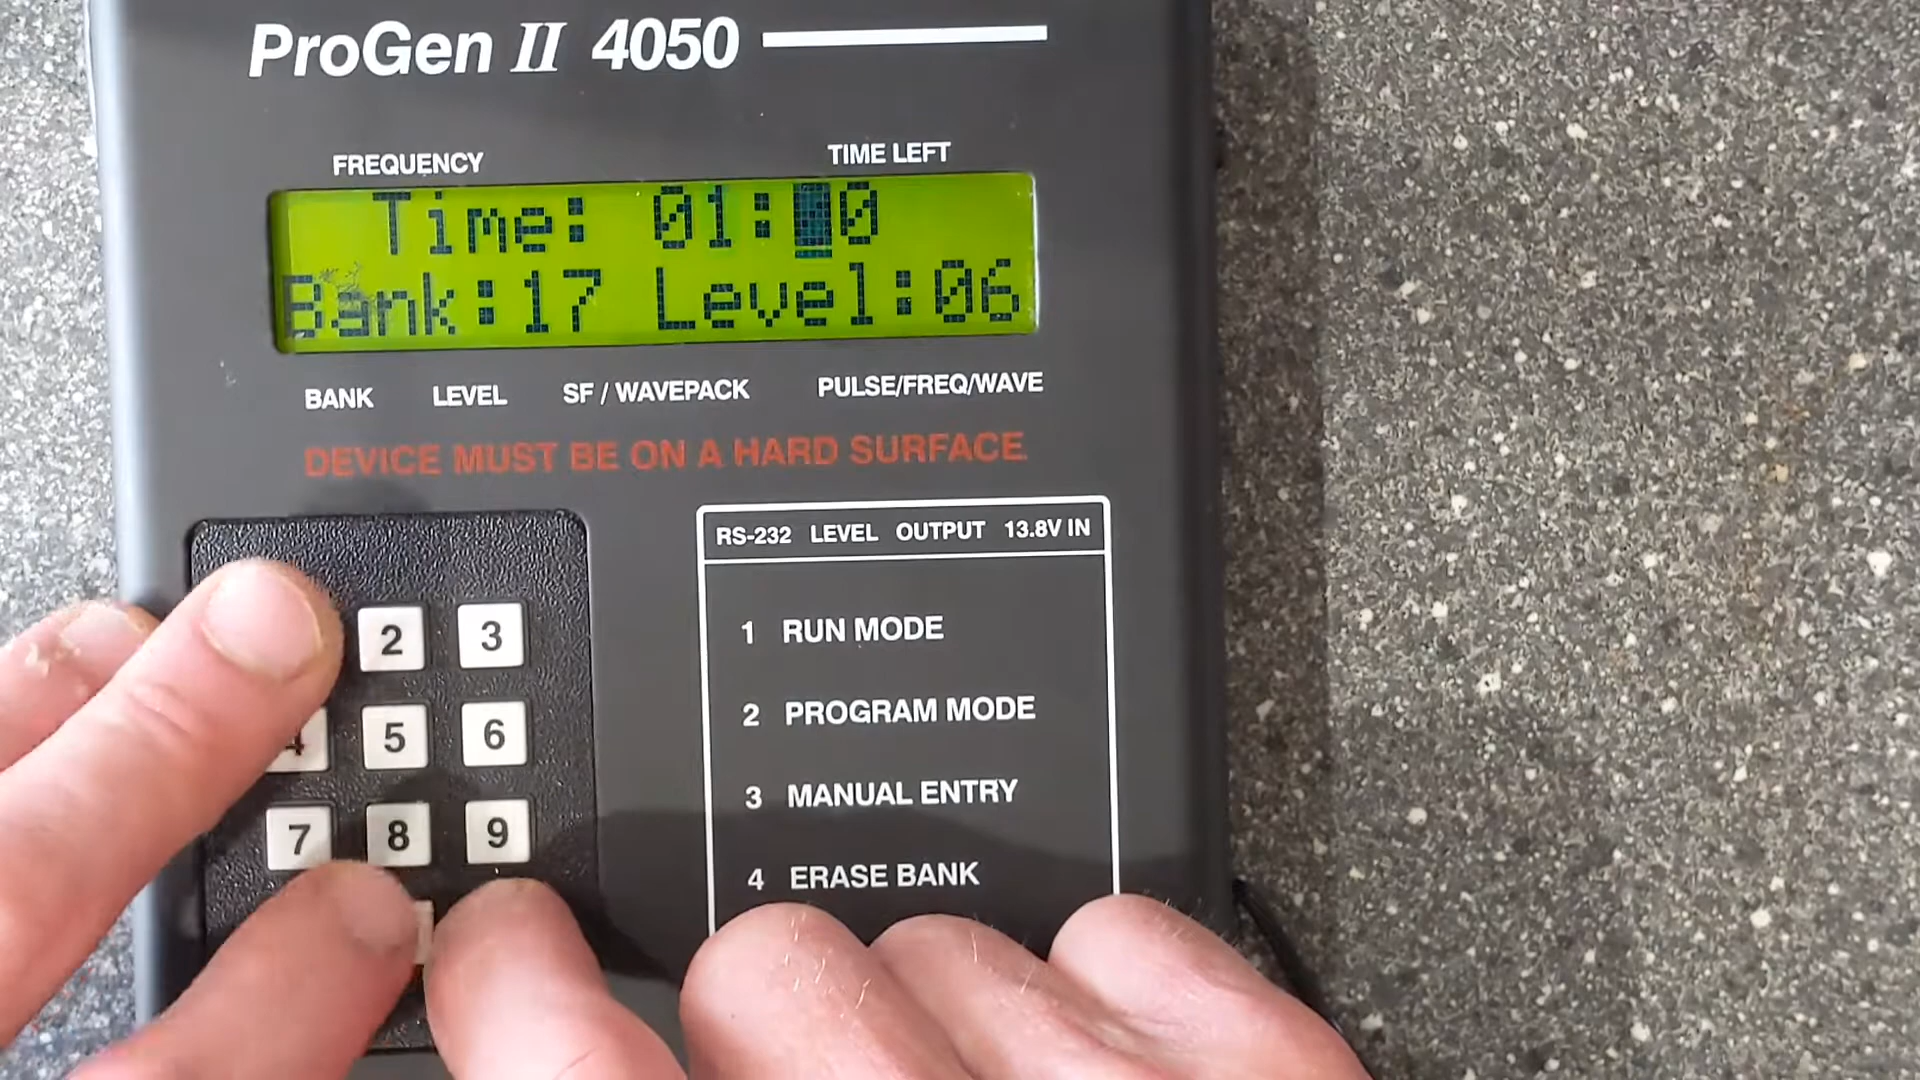 ProGen II 4050
FREQUENCY TIME LEFT
Time: 01:00
Bank:17 Level:06
BANK LEVEL SF / WAVEPACK PULSE/FREQ/WAVE
DEVICE MUST BE ON A HARD SURFACE
RS-232 LEVEL OUTPUT 13.8V IN
1 RUN MODE
2 PROGRAM MODE
3 MANUAL ENTRY
4 ERASE BANK
2 3
4 5 6
7 8 9